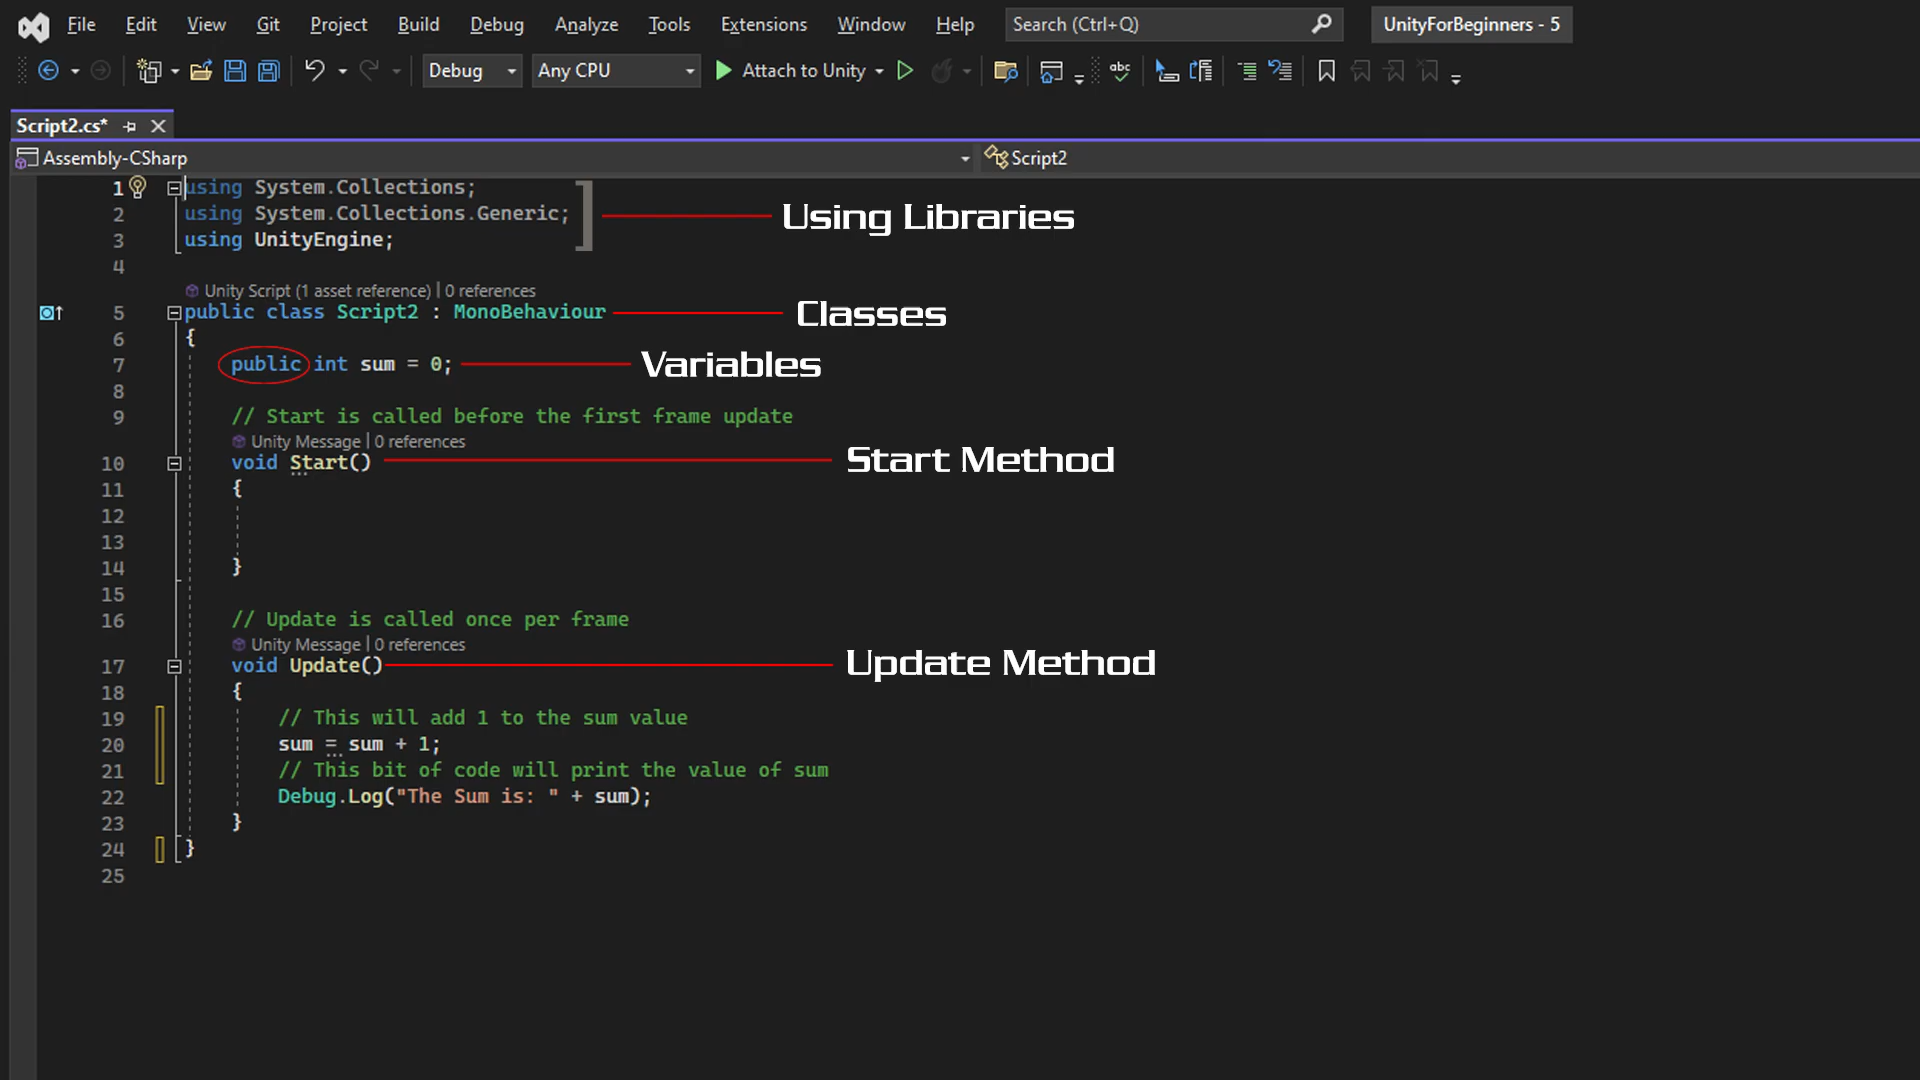 File Edit View Git Project Build Debug Analyze Tools Extensions Window Help Search (Ctrl+Q) UnityForBeginners - 5
Debug Any CPU Attach to Unity abc
Script2.cs*
Assembly-CSharp Script2
1 using System.Collections;
2 using System.Collections.Generic; Using Libraries
3 using UnityEngine;
4
Unity Script (1 asset reference) | 0 references
5 public class Script2 : MonoBehaviour Classes
6 {
7 public int sum = 0; Variables
8
9 // Start is called before the first frame update
Unity Message | 0 references
10 void Start() Start Method
11 {
12
13
14 }
15
16 // Update is called once per frame
Unity Message | 0 references
17 void Update() Update Method
18 {
19 // This will add 1 to the sum value
20 sum = sum + 1;
21 // This bit of code will print the value of sum
22 Debug.Log("The Sum is: " + sum);
23 }
24 }
25